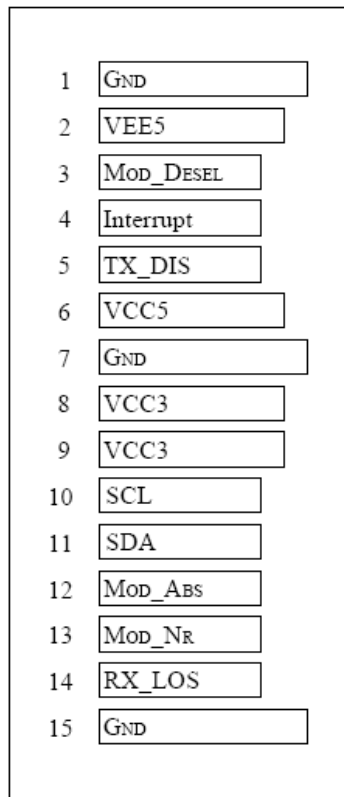 1 GND
2 VEE5
3 MOD_DESEL
4 Interrupt
5 TX_DIS
6 VCC5
7 GND
8 VCC3
9 VCC3
10 SCL
11 SDA
12 MOD_ABS
13 MOD_NR
14 RX_LOS
15 GND